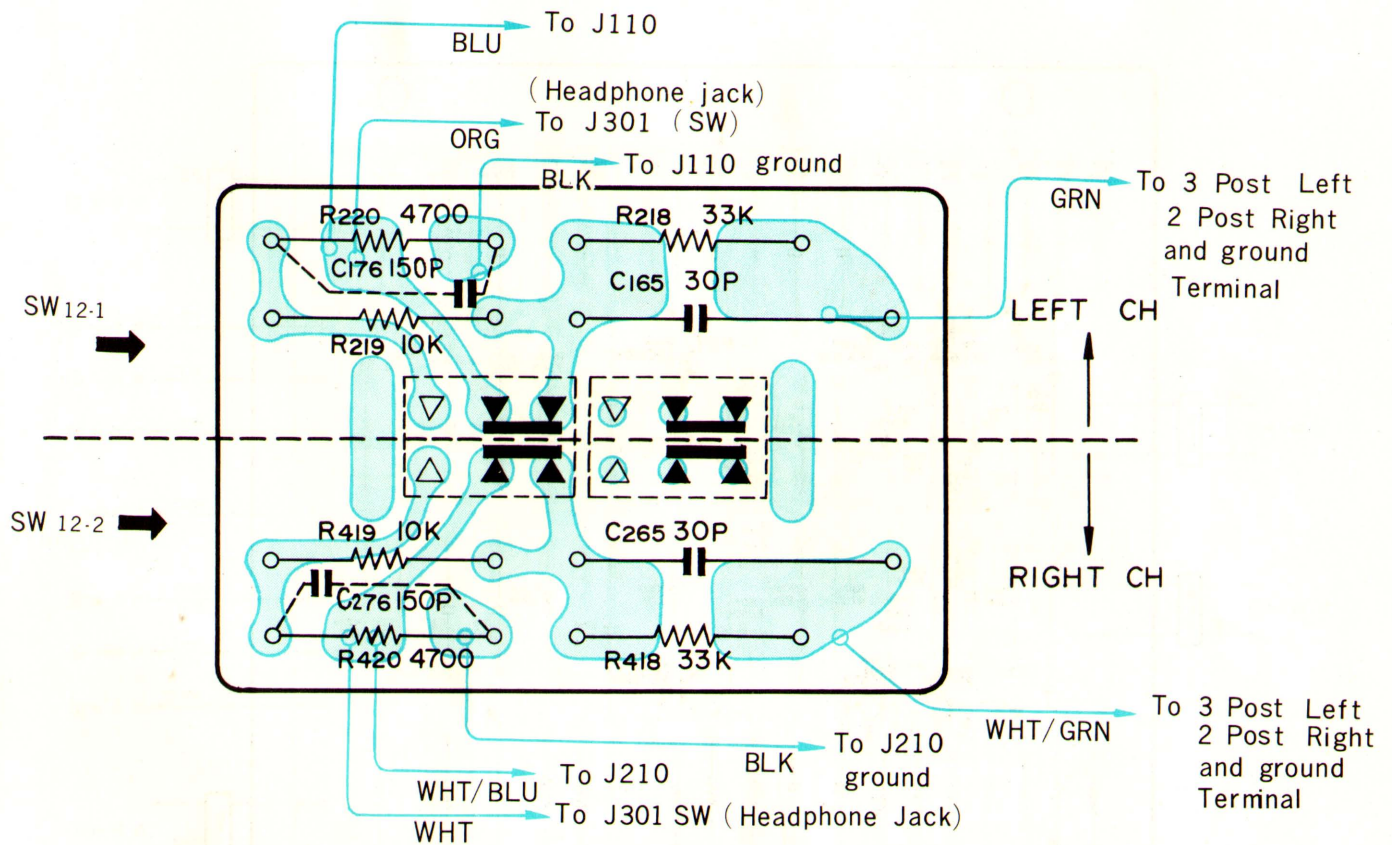 To J110
BLU
(Headphone jack)
To J301 (SW)
ORG
To J110 ground
BLK
To 3 Post Left
GRN
2 Post Right
and ground
Terminal
R220 4700
R218 33K
C176 150P
C165 30P
SW 12-1
LEFT CH
R219 10K
SW 12-2
R419 10K
C265 30P
RIGHT CH
C276 150P
R420 4700
R418 33K
To 3 Post Left
WHT/GRN
2 Post Right
and ground
Terminal
To J210
BLK
ground
To J210
WHT/BLU
To J301 SW (Headphone Jack)
WHT